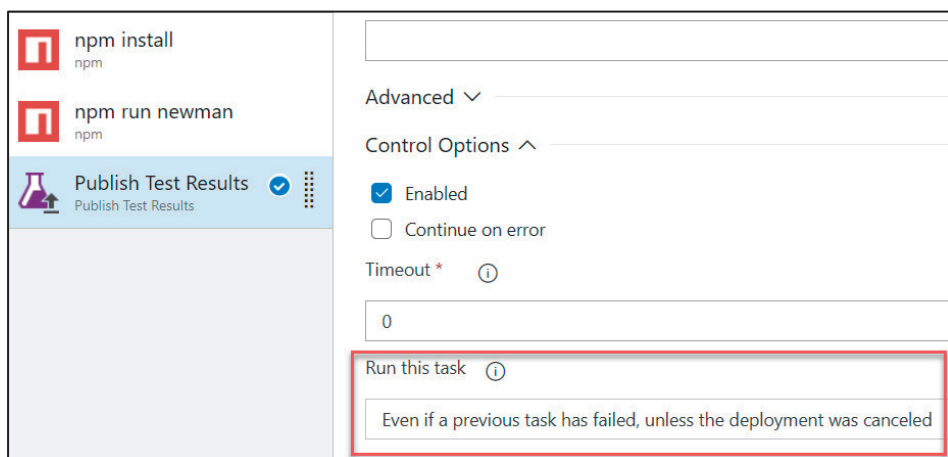 npm install
npm
npm run newman
npm
Publish Test Results
Publish Test Results
Advanced
Control Options
Enabled
Continue on error
Timeout *
0
Run this task
Even if a previous task has failed, unless the deployment was canceled